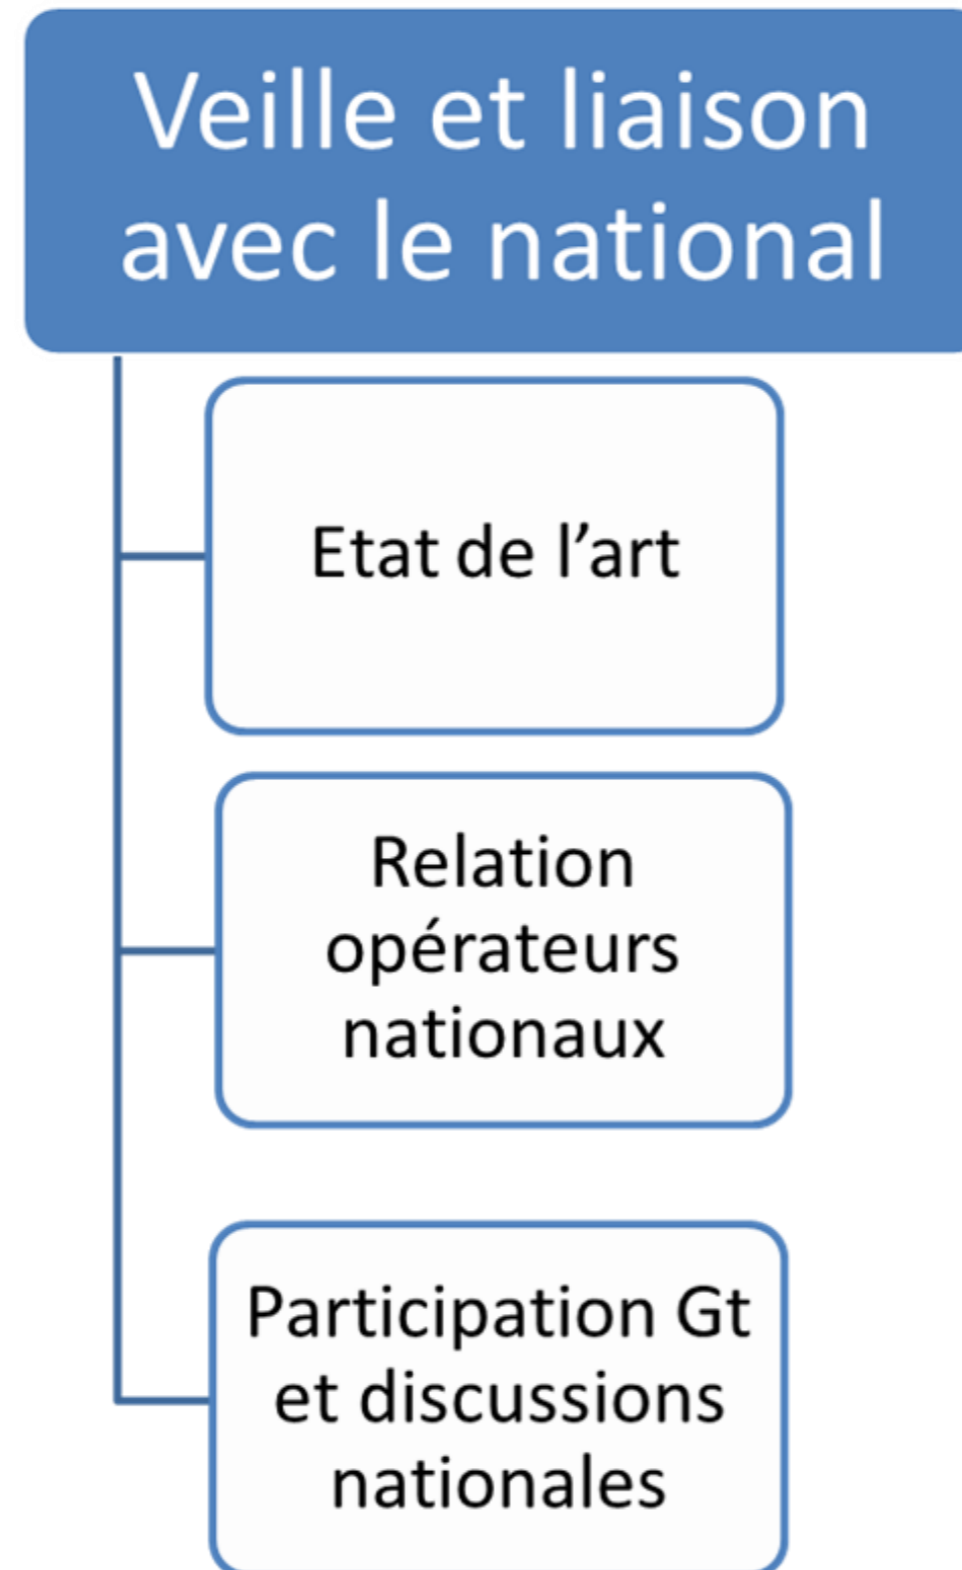 Veille et liaison
avec le national
Etat de l’art
Relation
opérateurs
nationaux
Participation Gt
et discussions
nationales